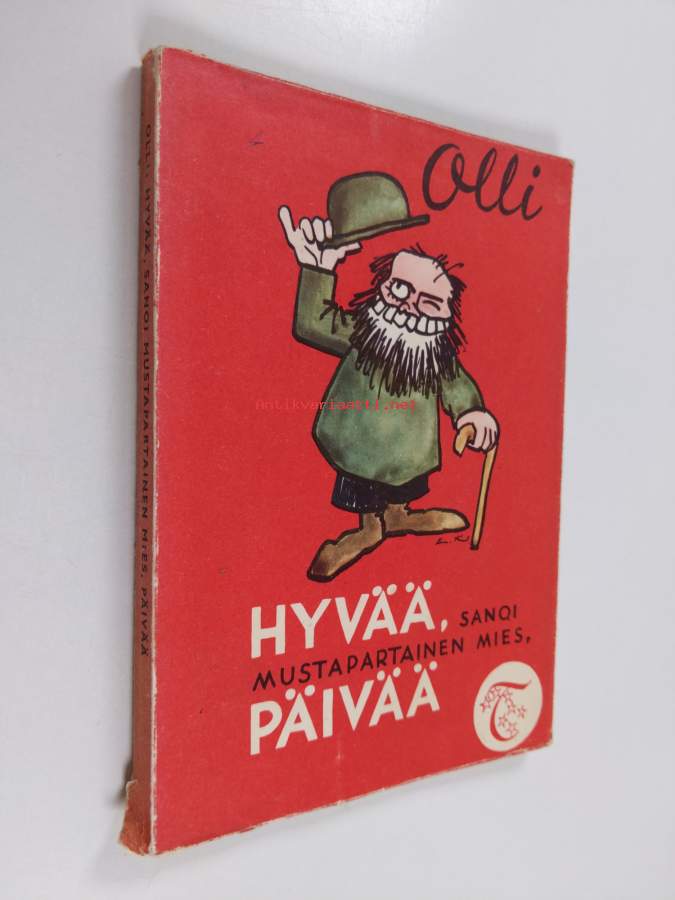 OLLI: HYVÄÄ, SANOI MUSTAPARTAINEN MIES, PÄIVÄÄ
Olli
Antikvariaatti.net
E. K.
HYVÄÄ, SANOI
MUSTAPARTAINEN MIES,
PÄIVÄÄ
T